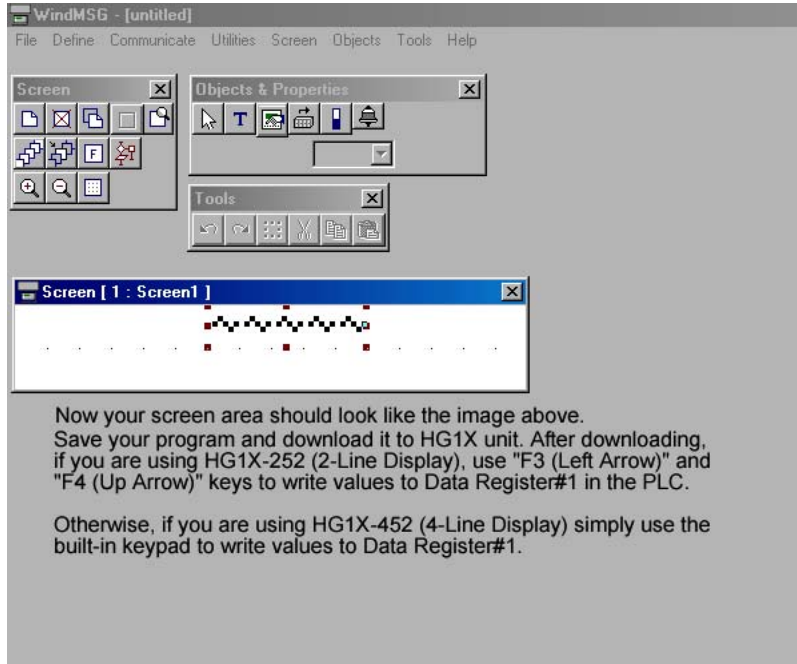 WindMSG - [untitled]
File Define Communicate Utilities Screen Objects Tools Help
Screen
Objects & Properties
T
F
Tools
Screen [ 1 : Screen1 ]
Now your screen area should look like the image above.
Save your program and download it to HG1X unit. After downloading,
if you are using HG1X-252 (2-Line Display), use "F3 (Left Arrow)" and
"F4 (Up Arrow)" keys to write values to Data Register#1 in the PLC.
Otherwise, if you are using HG1X-452 (4-Line Display) simply use the
built-in keypad to write values to Data Register#1.